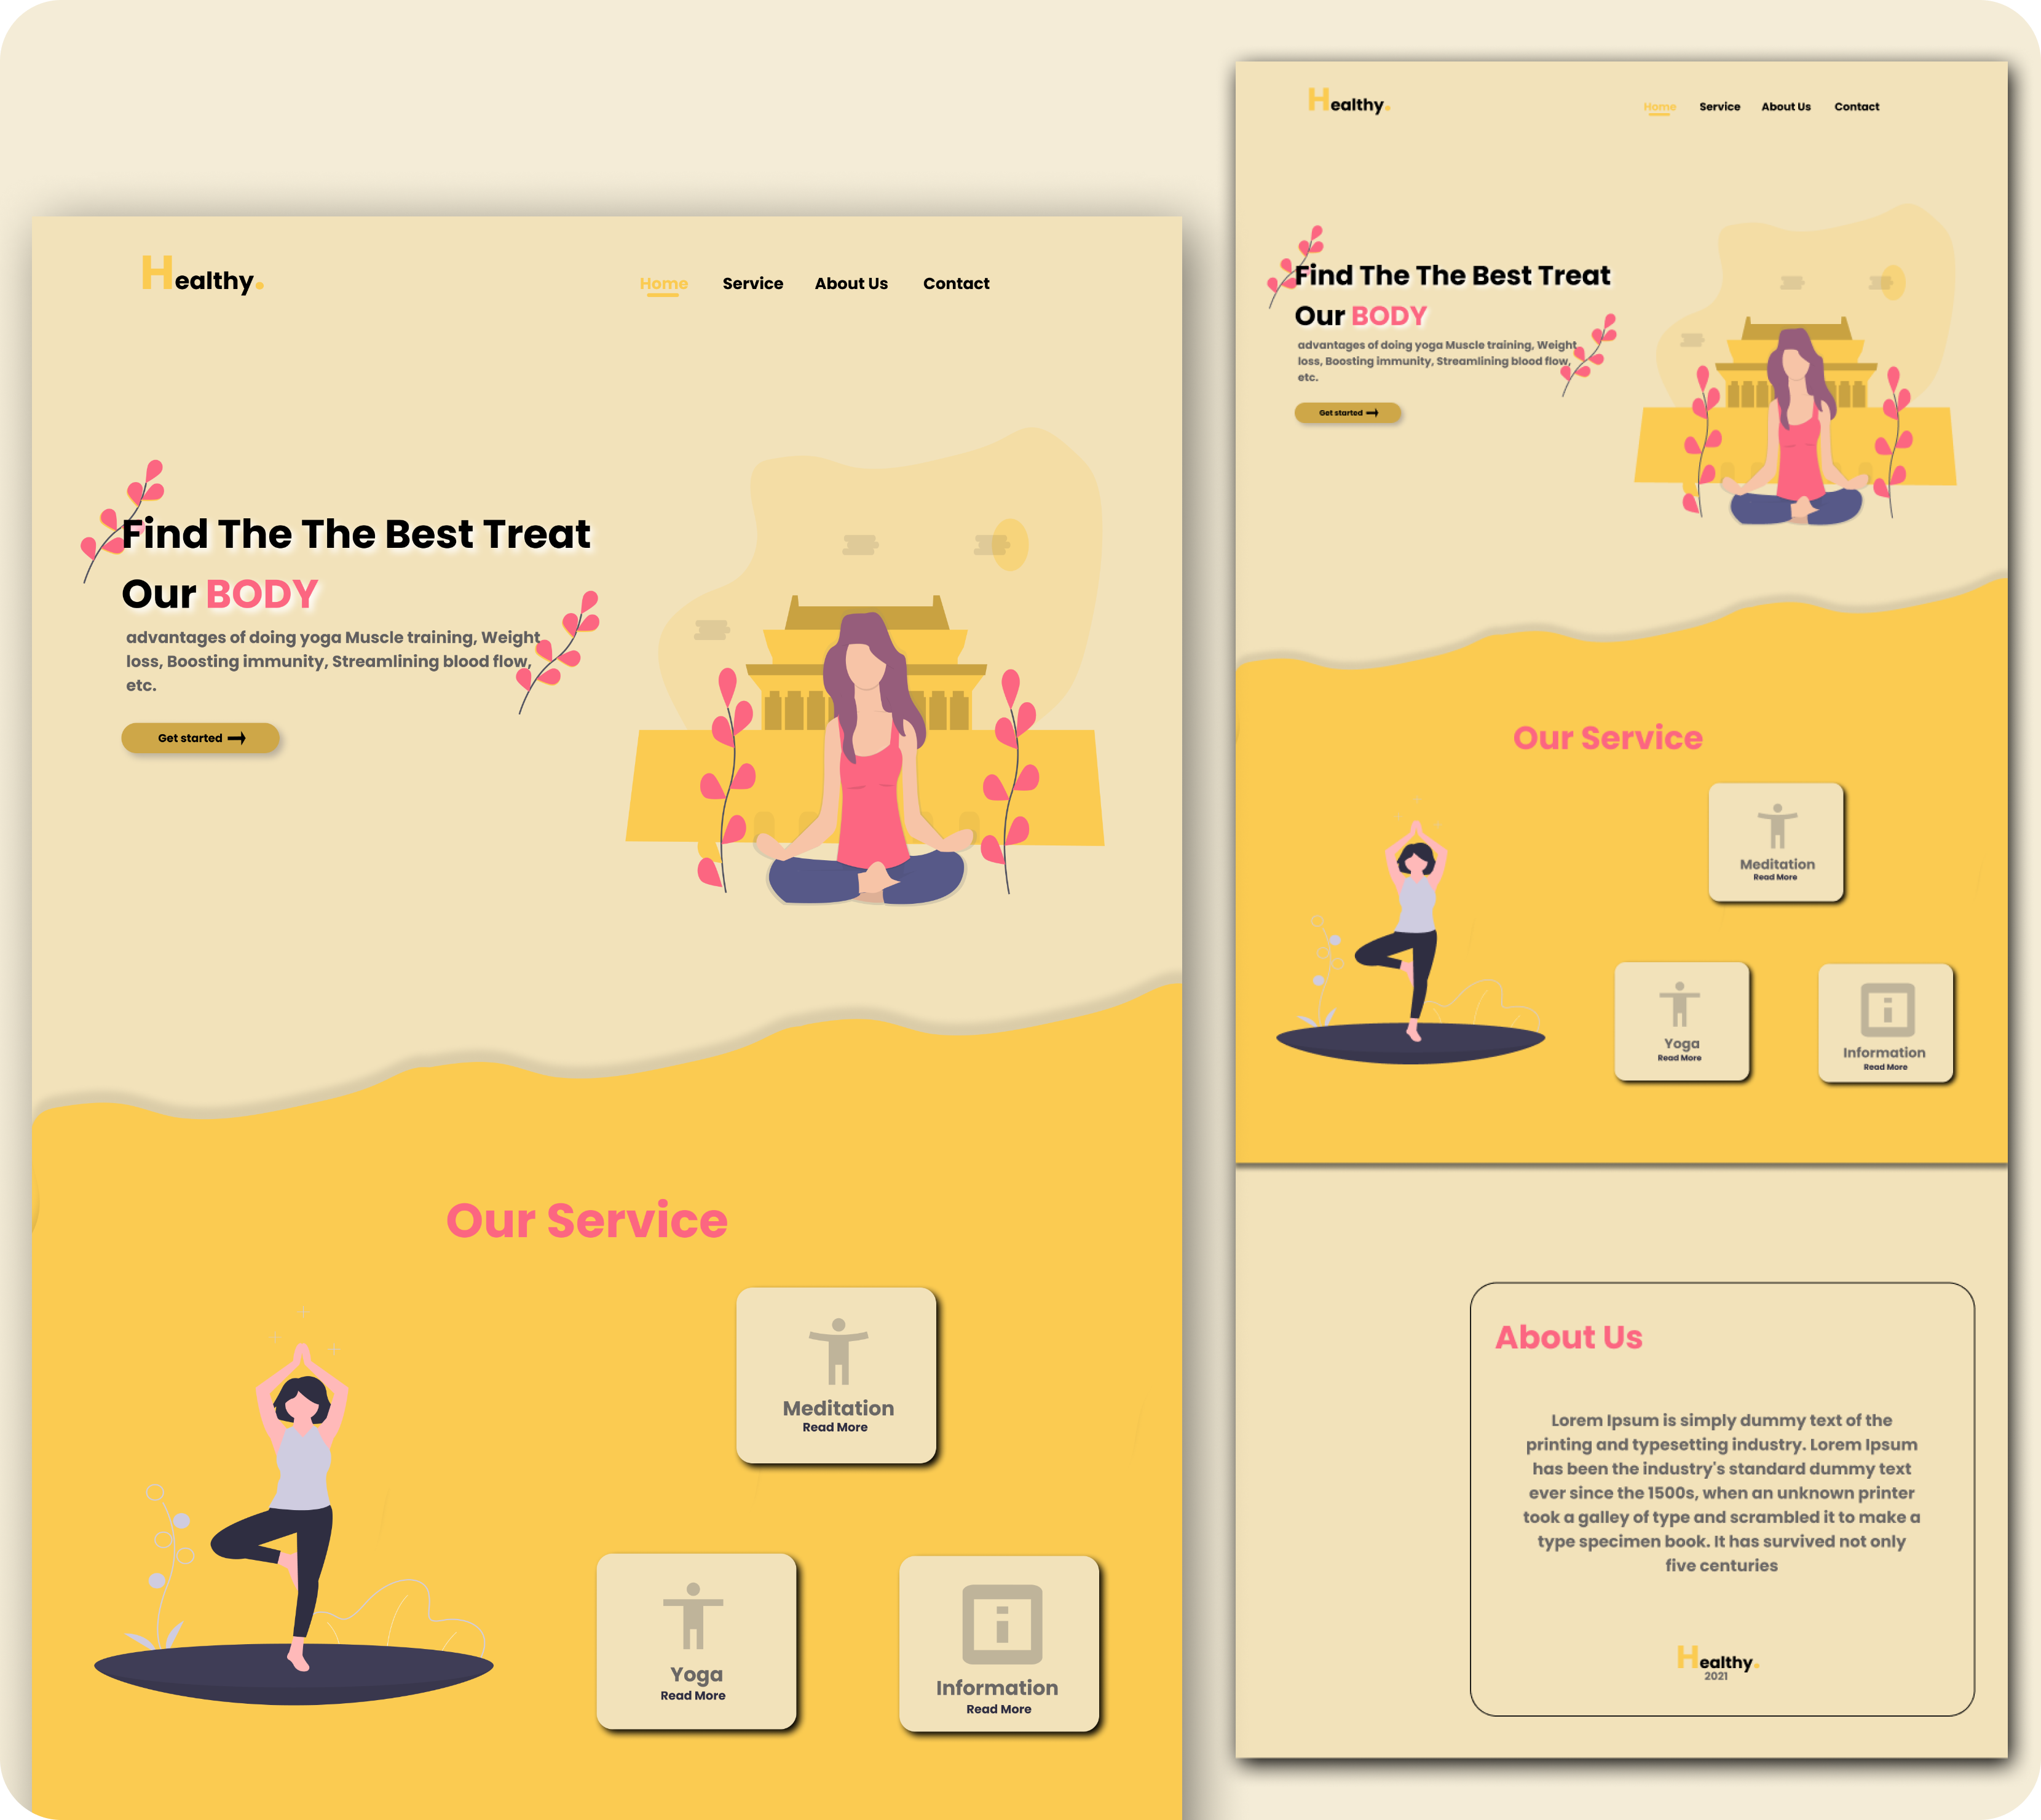 Healthy.
Home Service About Us Contact
Find The The Best Treat
Our BODY
advantages of doing yoga Muscle training, Weight
loss, Boosting immunity, Streamlining blood flow,
etc.
Get started
Our Service
Meditation
Read More
Yoga
Read More
Information
Read More
Healthy.
Home Service About Us Contact
Find The The Best Treat
Our BODY
advantages of doing yoga Muscle training, Weight
loss, Boosting immunity, Streamlining blood flow,
etc.
Get started
Our Service
Meditation
Read More
Yoga
Read More
Information
Read More
About Us
Lorem Ipsum is simply dummy text of the
printing and typesetting industry. Lorem Ipsum
has been the industry's standard dummy text
ever since the 1500s, when an unknown printer
took a galley of type and scrambled it to make a
type specimen book. It has survived not only
five centuries
Healthy.
2021